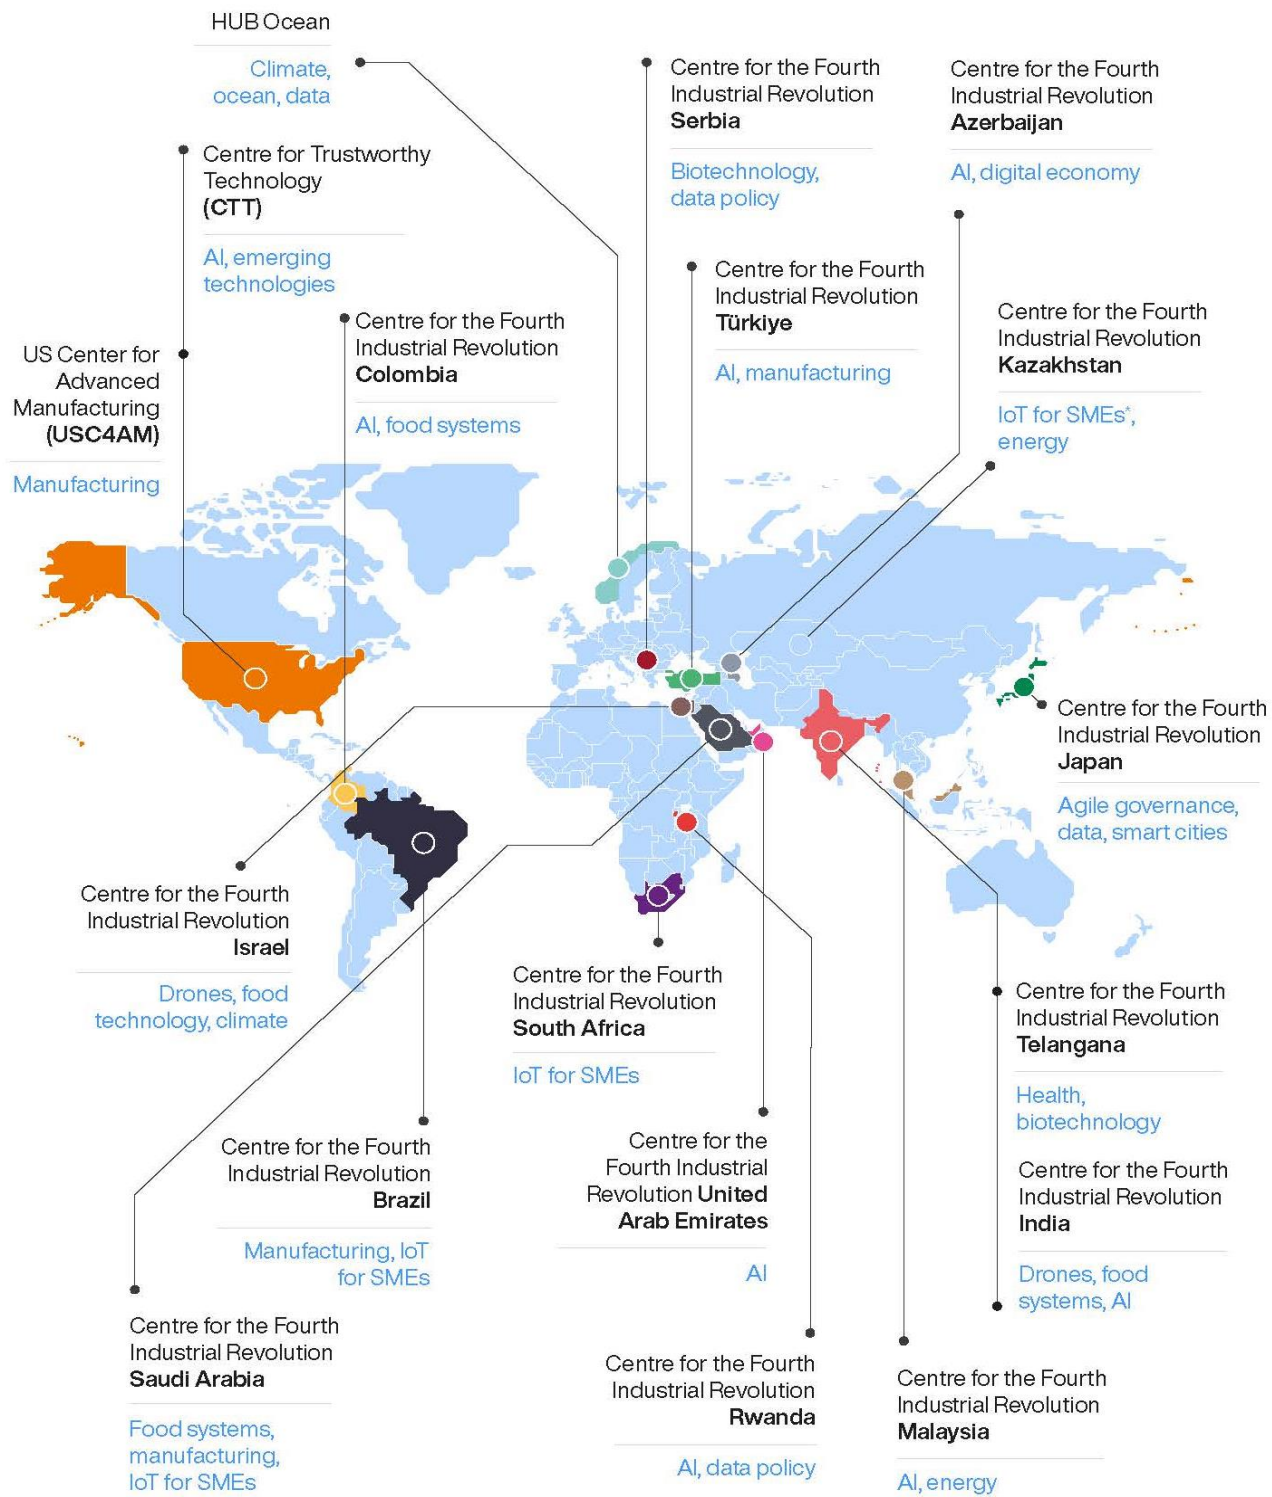 HUB Ocean
Climate,
ocean, data
Centre for the Fourth
Industrial Revolution
Serbia
Biotechnology,
data policy
Centre for the Fourth
Industrial Revolution
Azerbaijan
AI, digital economy
Centre for Trustworthy
Technology
(CTT)
AI, emerging
technologies
Centre for the Fourth
Industrial Revolution
Türkiye
AI, manufacturing
Centre for the Fourth
Industrial Revolution
Kazakhstan
IoT for SMEs*,
energy
Centre for the Fourth
Industrial Revolution
Colombia
AI, food systems
US Center for
Advanced
Manufacturing
(USC4AM)
Manufacturing
Centre for the Fourth
Industrial Revolution
Japan
Agile governance,
data, smart cities
Centre for the Fourth
Industrial Revolution
Israel
Drones, food
technology, climate
Centre for the Fourth
Industrial Revolution
South Africa
IoT for SMEs
Centre for the Fourth
Industrial Revolution
Telangana
Health,
biotechnology
Centre for the Fourth
Industrial Revolution
Brazil
Manufacturing, IoT
for SMEs
Centre for the
Fourth Industrial
Revolution United
Arab Emirates
AI
Centre for the Fourth
Industrial Revolution
India
Drones, food
systems, AI
Centre for the Fourth
Industrial Revolution
Saudi Arabia
Food systems,
manufacturing,
IoT for SMEs
Centre for the Fourth
Industrial Revolution
Rwanda
AI, data policy
Centre for the Fourth
Industrial Revolution
Malaysia
AI, energy